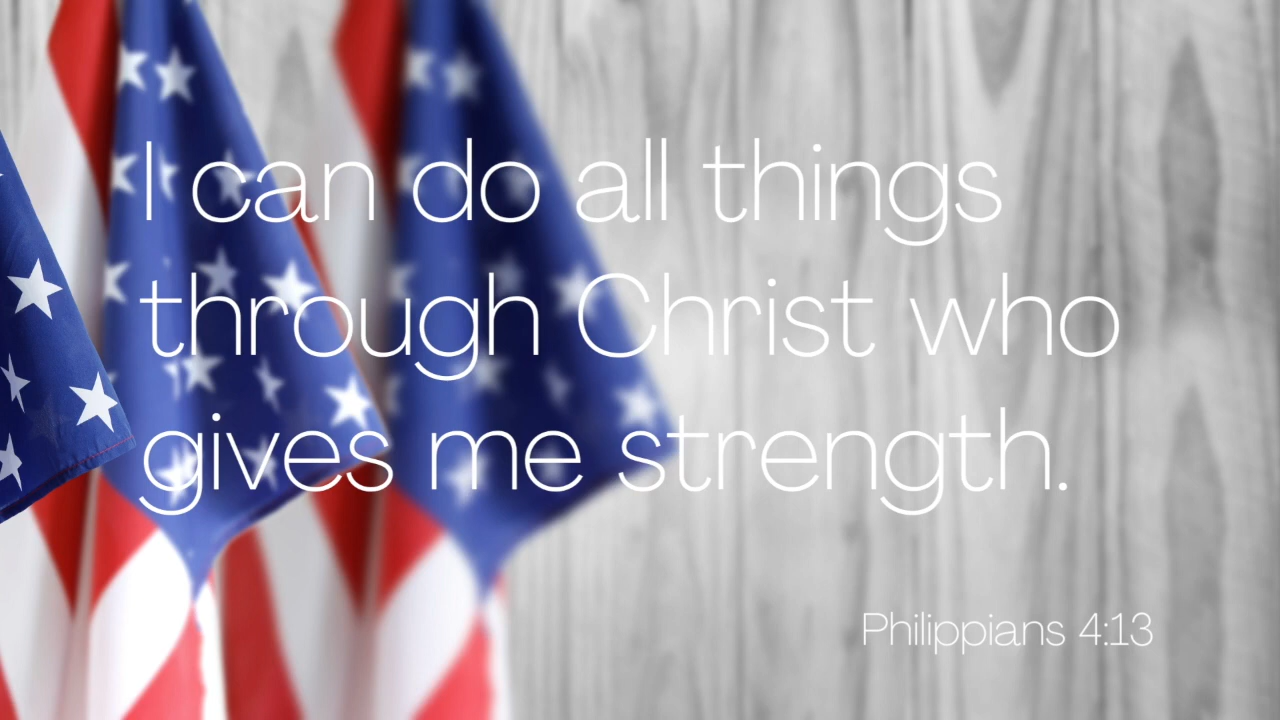 I can do all things
through Christ who
gives me strength.
Philippians 4:13